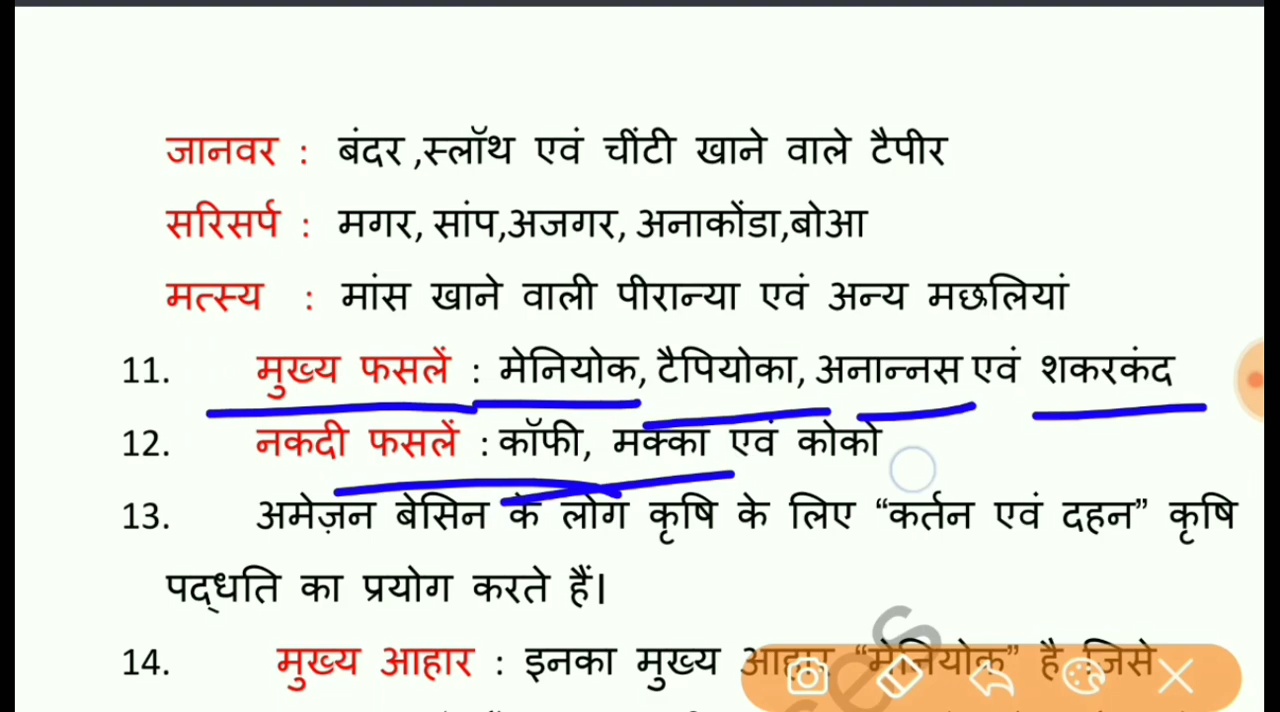 जानवर : बंदर ,स्लॉथ एवं चींटी खाने वाले टैपीर
सरिसर्प : मगर, सांप,अजगर, अनाकोंडा,बोआ
मत्स्य : मांस खाने वाली पीरान्या एवं अन्य मछलियां
11. मुख्य फसलें : मेनियोक, टैपियोका, अनान्नस एवं शकरकंद
12. नकदी फसलें : कॉफी, मक्का एवं कोको
13. अमेज़न बेसिन के लोग कृषि के लिए “कर्तन एवं दहन” कृषि
पद्धति का प्रयोग करते हैं।
14. मुख्य आहार : इनका मुख्य आहार “मेनियोक” है जिसे